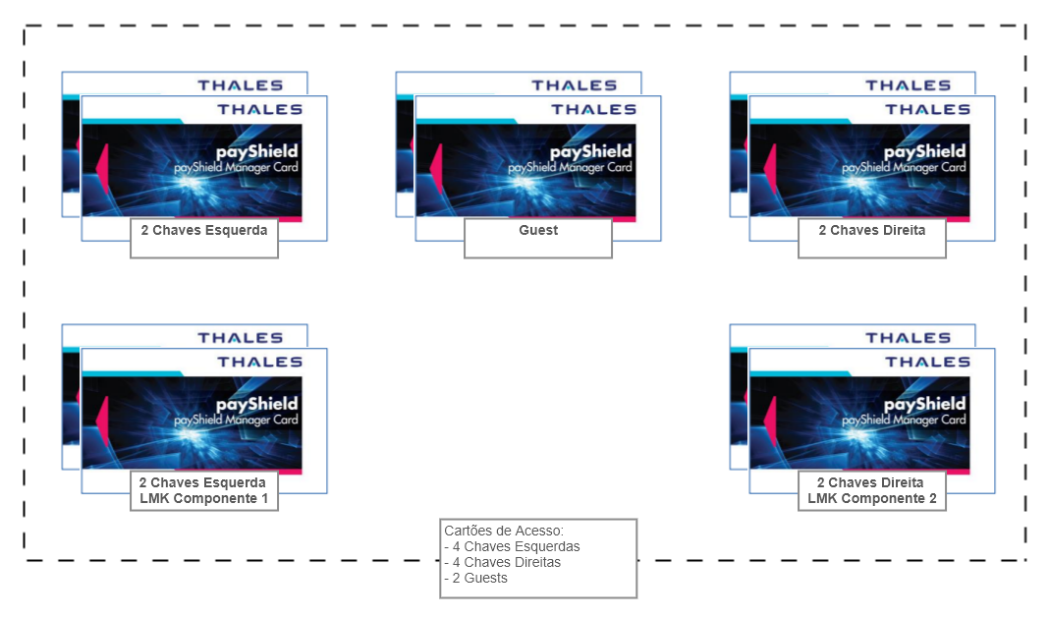 THALES
THALES
payShield
payShield Manager Card
2 Chaves Esquerda
THALES
THALES
payShield
payShield Manager Card
Guest
THALES
THALES
payShield
payShield Manager Card
2 Chaves Direita
THALES
THALES
payShield
payShield Manager Card
2 Chaves Esquerda
LMK Componente 1
THALES
THALES
payShield
payShield Manager Card
2 Chaves Direita
LMK Componente 2
Cartões de Acesso:
- 4 Chaves Esquerdas
- 4 Chaves Direitas
- 2 Guests